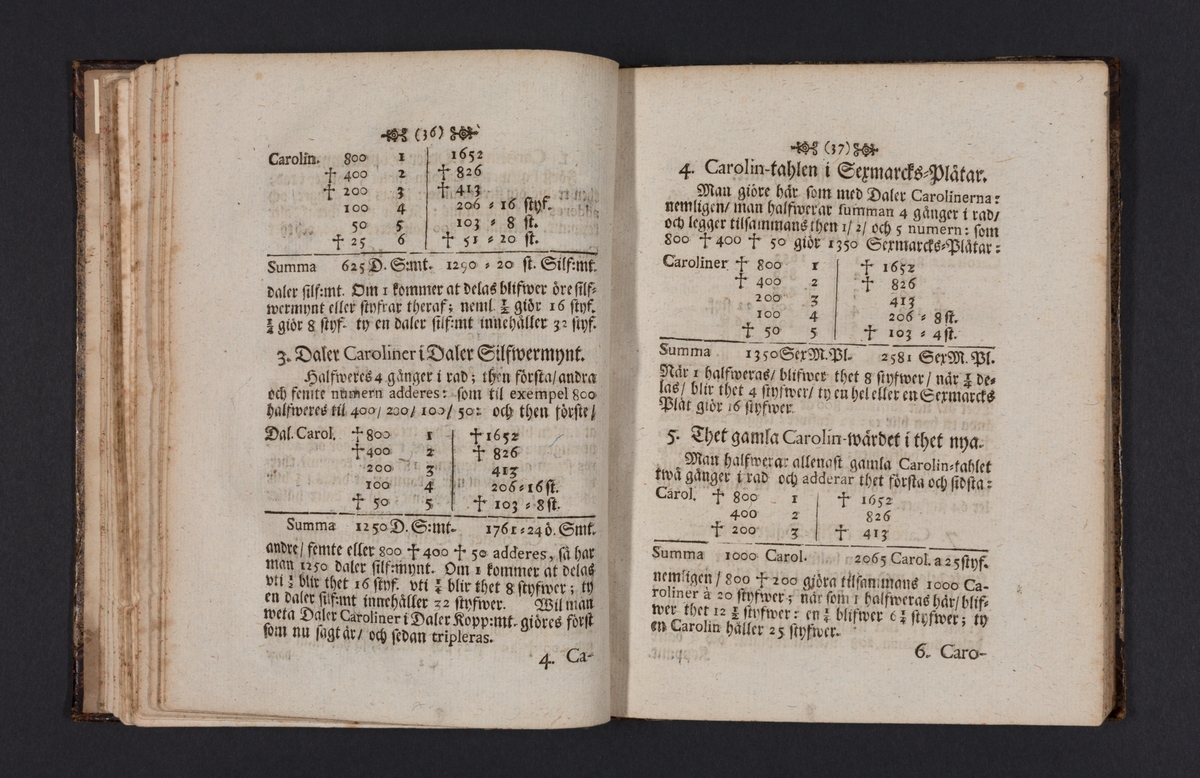 (36)
Carolin. 800 1 | 1652
† 400 2 | † 826
† 200 3 | † 413
100 4 | 206 = 16 styf.
50 5 | 103 = 8 st.
† 25 6 | † 51 = 20 st.
Summa 625 D. S:mt. 1290 = 20 st. Silf:mt.
daler silf:mt. Om 1 kommer at delas blifwer öre silf-
wermynt eller styfrar theraf; neml. ½ giör 16 styf.
¼ giör 8 styf. ty en daler silf:mt innehåller 32 styf.
3. Daler Caroliner i Daler Silfwermynt.
Halfweres 4 gånger i rad; then första/ andra
och femte numern adderes: som til exempel 800
halfweres til 400/ 200/ 100/ 50: och then förste/
Dal. Carol. † 800 1 | † 1652
† 400 2 | † 826
200 3 | 413
100 4 | 206 = 16 st.
† 50 5 | † 103 = 8 st.
Summa 1250 D. S:mt. 1761 = 24 ö. Smt.
andre/ femte eller 800 † 400 † 50 adderes, så har
man 1250 daler silf:mynt. Om 1 kommer at delas
vti ½ blir thet 16 styf. vti ¼ blir thet 8 styfwer; ty
en daler silf:mt innehåller 32 styfwer. Wil man
weta Daler Caroliner i Daler Kopp:mt. giöres först
som nu sagt är/ och sedan tripleras.
4. Ca-
(37)
4. Carolin-tahlen i Sexmarcks-Plåtar.
Man giöre här som med Daler Carolinerna:
nemligen/ man halfwerar summan 4 gånger i rad/
och legger tilsammans then 1/ 2/ och 5 numern: som
800 † 400 † 50 giör 1350 Sexmarcks-Plåtar:
Caroliner † 800 1 | † 1652
† 400 2 | † 826
200 3 | 413
100 4 | 206 = 8 st.
† 50 5 | † 103 = 4 st.
Summa 1350 SexM. Pl. 2581 SexM. Pl.
När 1 halfweras/ blifwer thet 8 styfwer/ när ¼ de-
las/ blir thet 4 styfwer/ ty en hel eller en Sexmarcks
Plåt giör 16 styfwer.
5. Thet gamla Carolin-wärdet i thet nya.
Man halfwerar allenast gamla Carolin-tahlet
twå gånger i rad och adderar thet första och sidsta:
Carol. † 800 1 | † 1652
400 2 | 826
† 200 3 | † 413
Summa 1000 Carol. 2065 Carol. a 25 styf.
nemligen/ 800 † 200 giöra tilsammans 1000 Ca-
roliner à 20 styfwer; när som 1 halfweras här/ blif-
wer thet 12 ½ styfwer: en ¼ blifwer 6 ¼ styfwer; ty
en Carolin håller 25 styfwer.
6. Caro-